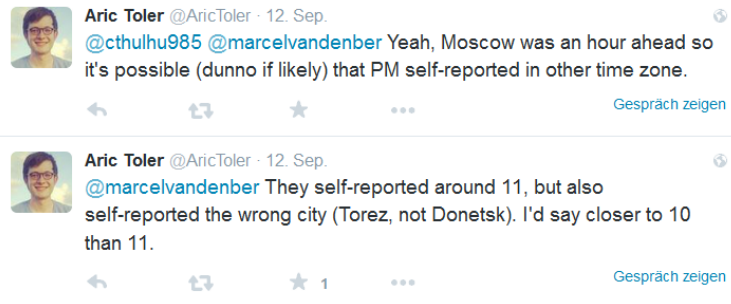 Aric Toler @AricToler · 12. Sep.
@cthulhu985 @marcelvandenber Yeah, Moscow was an hour ahead so
it's possible (dunno if likely) that PM self-reported in other time zone.
Gespräch zeigen
Aric Toler @AricToler · 12. Sep.
@marcelvandenber They self-reported around 11, but also
self-reported the wrong city (Torez, not Donetsk). I'd say closer to 10
than 11.
1
Gespräch zeigen